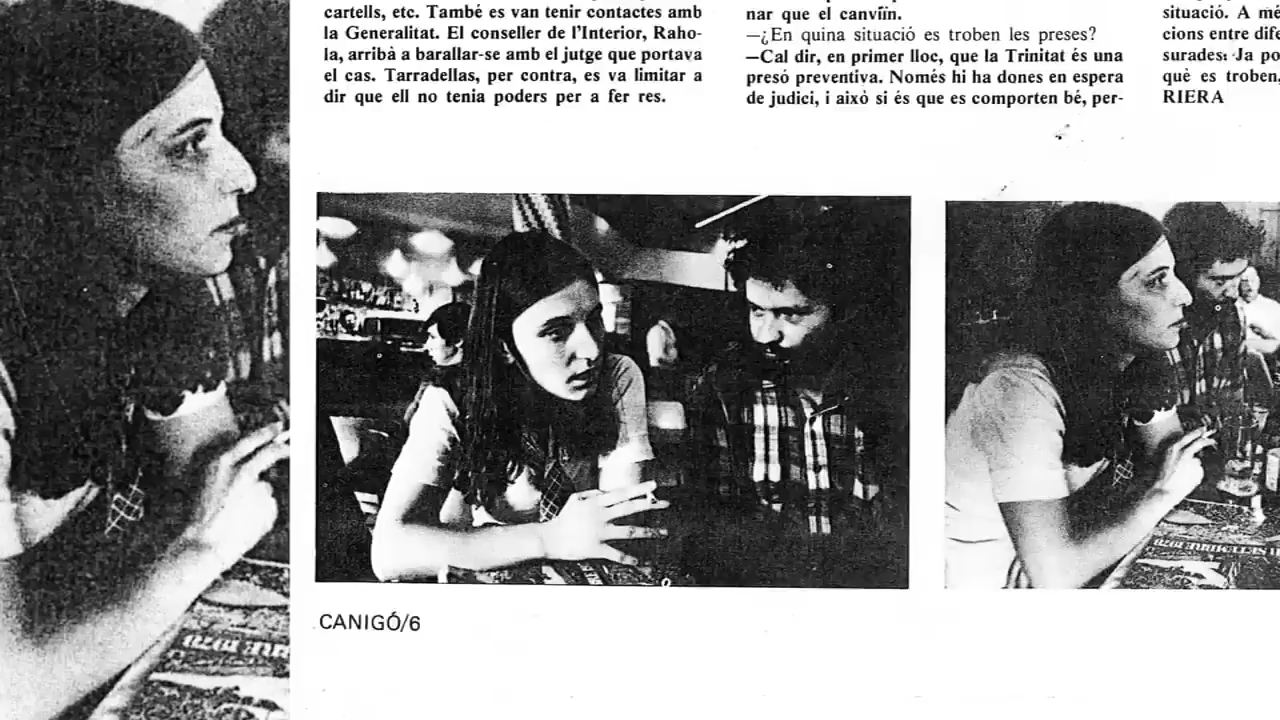 cartells, etc. També es van tenir contactes amb
la Generalitat. El conseller de l'Interior, Raho-
la, arribà a barallar-se amb el jutge que portava
el cas. Tarradellas, per contra, es va limitar a
dir que ell no tenia poders per a fer res.
nar que el canviïn.
—¿En quina situació es troben les preses?
—Cal dir, en primer lloc, que la Trinitat és una
presó preventiva. Només hi ha dones en espera
de judici, i això si és que es comporten bé, per-
situació. A
cions entre
surades: Ja
què es troben,
RIERA
CANIGÓ/6